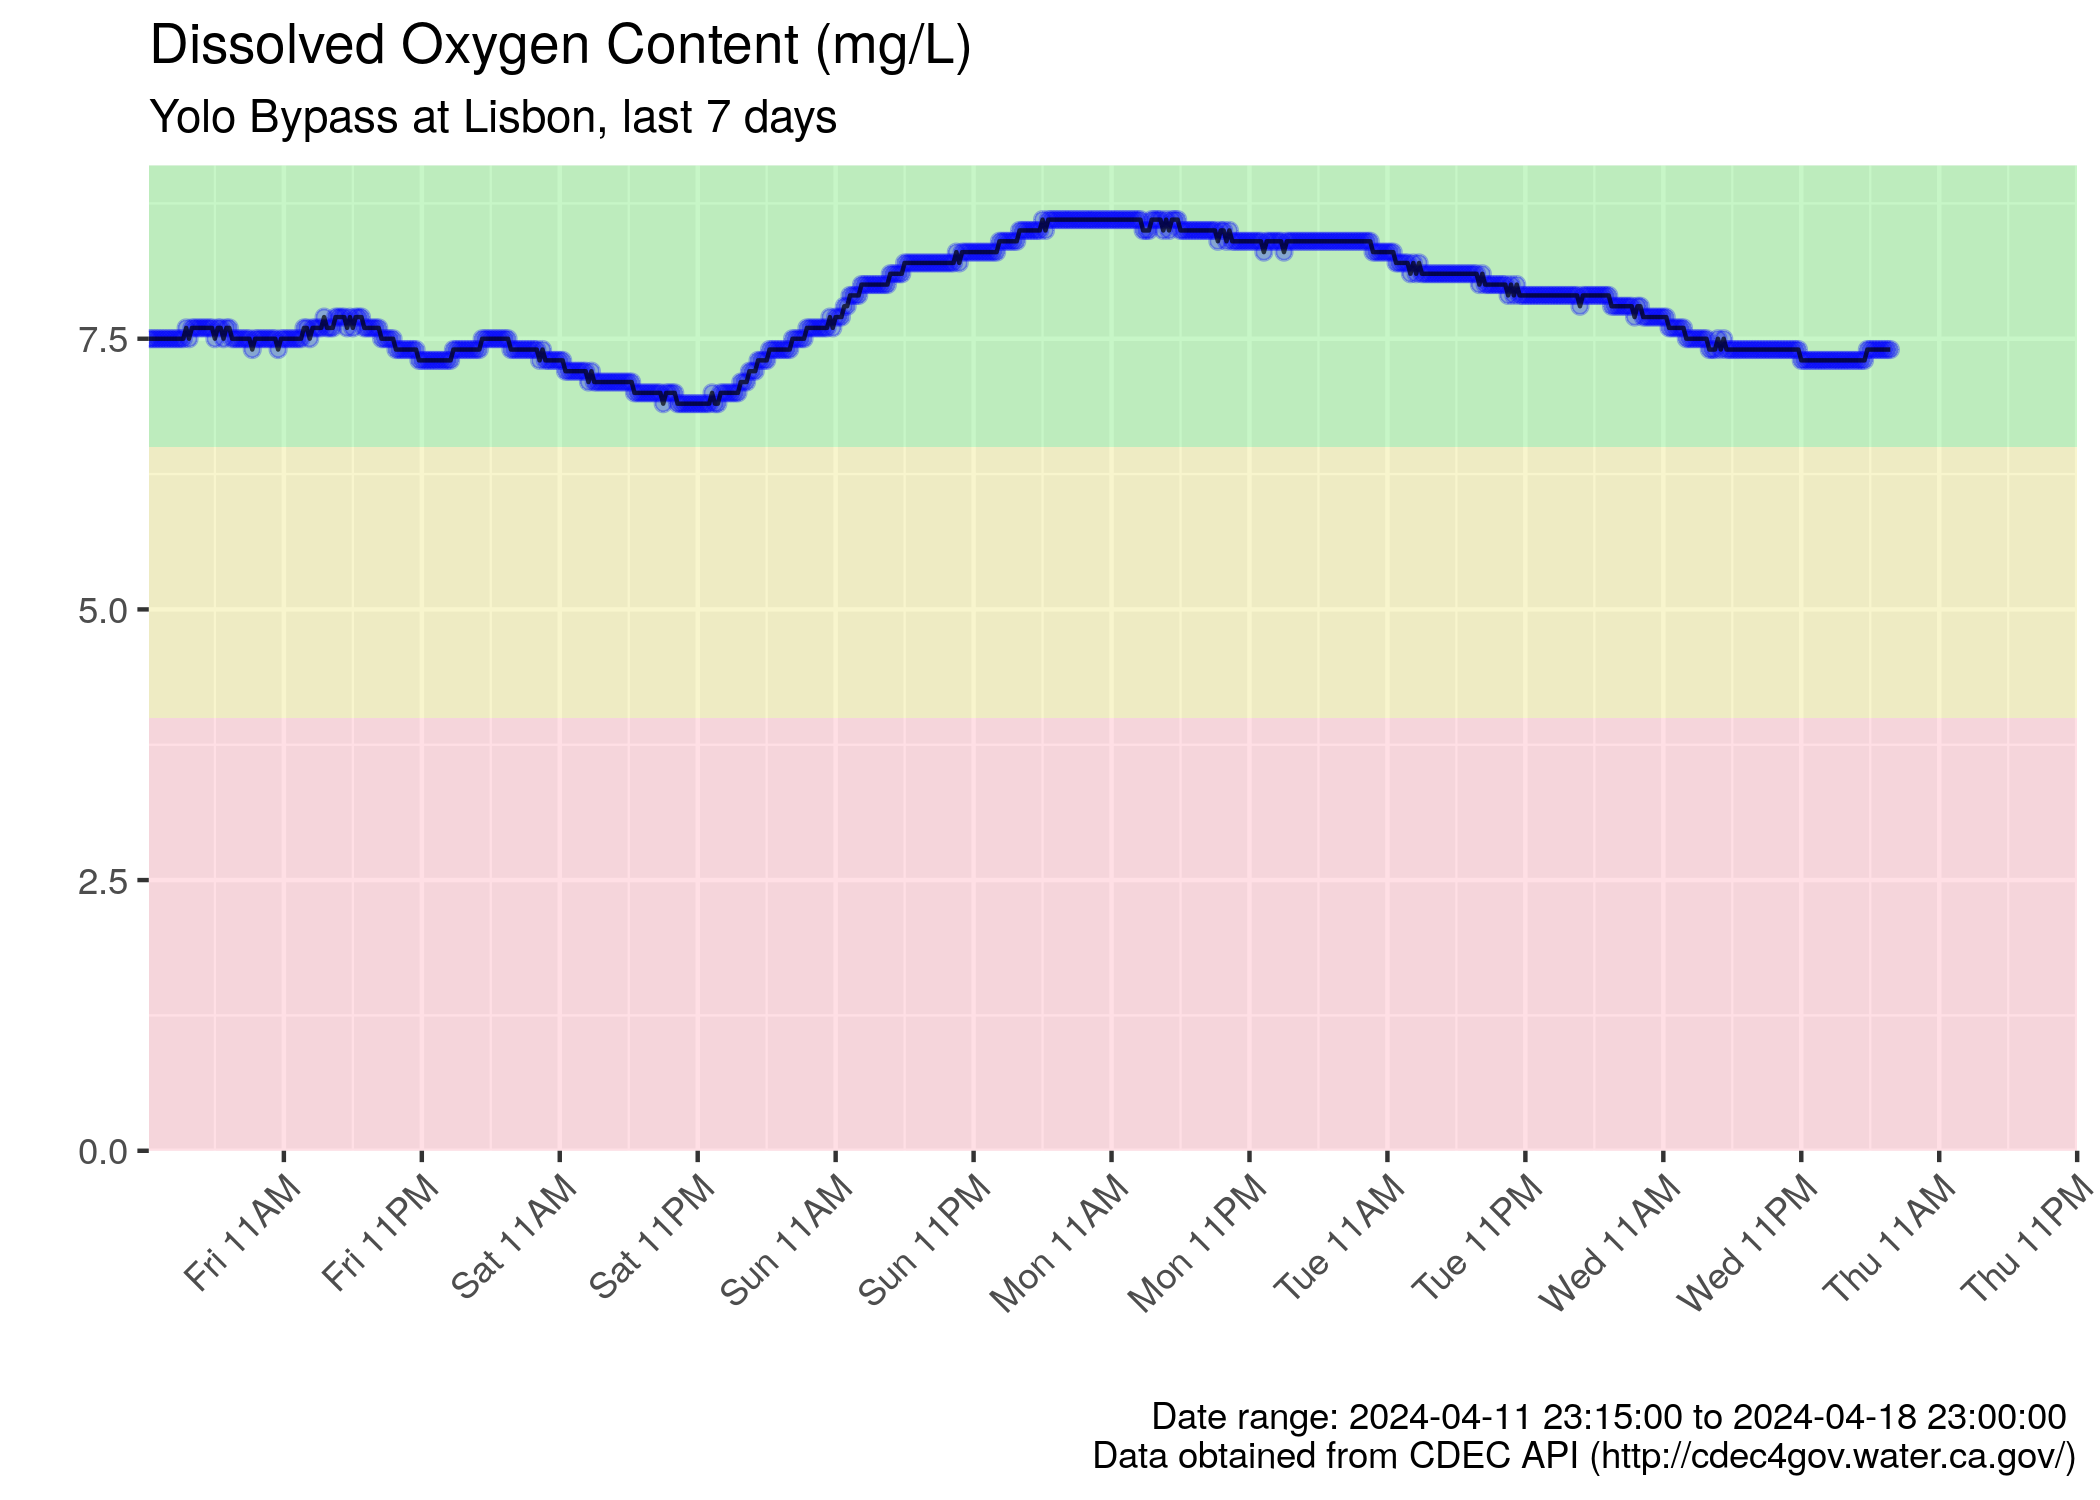 Dissolved Oxygen Content (mg/L)
Yolo Bypass at Lisbon, last 7 days
7.5
5.0
2.5
0.0
Fri 11AM
Fri 11PM
Sat 11AM
Sat 11PM
Sun 11AM
Sun 11PM
Mon 11AM
Mon 11PM
Tue 11AM
Tue 11PM
Wed 11AM
Wed 11PM
Thu 11AM
Thu 11PM
Date range: 2024-04-11 23:15:00 to 2024-04-18 23:00:00
Data obtained from CDEC API (http://cdec4gov.water.ca.gov/)